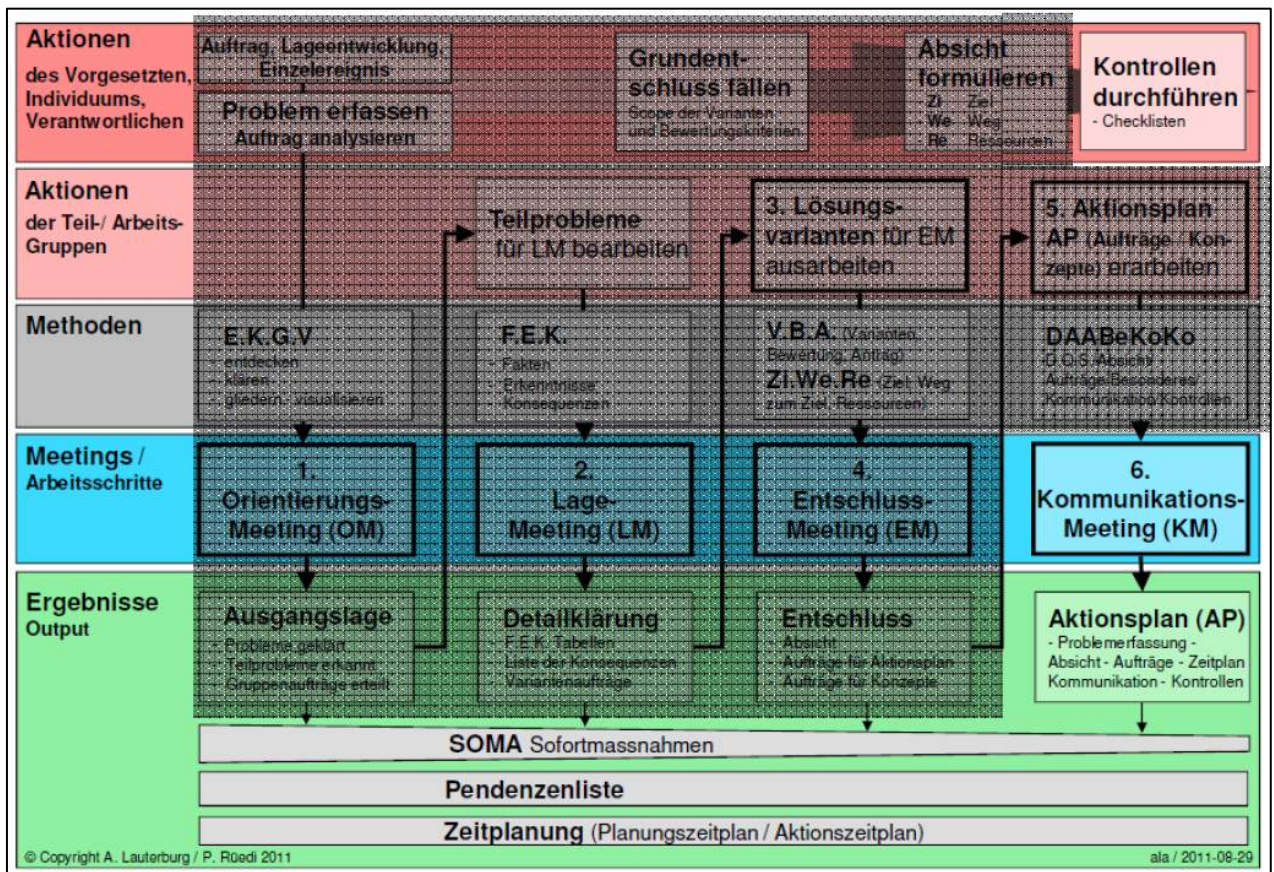 Aktionen
des Vorgesetzten,
Individuums,
Verantwortlichen
Auftrag, Lageentwicklung,
Einzelereignis
Problem erfassen
Auftrag analysieren
Grundent-
schluss fällen
Scope der Varianten
und Bewertungskriterien
Absicht
formulieren
- Zi Ziel
- We Weg
- Re Ressourcen
Kontrollen
durchführen
- Checklisten
Aktionen
der Teil-/ Arbeits-
Gruppen
Teilprobleme
für LM bearbeiten
3. Lösungs-
varianten für EM
ausarbeiten
5. Aktionsplan
AP (Aufträge / Kon-
zepte) erarbeiten
Methoden
E.K.G.V
- entdecken
- klären
- gliedern - visualisieren
F.E.K.
- Fakten
- Erkenntnisse
- Konsequenzen
V.B.A. (Varianten,
Bewertung, Antrag)
Zi.We.Re (Ziel, Weg
zum Ziel, Ressourcen)
DAABeKoKo
D.O.S. Absicht/
Aufträge/Besonderes/
Kommunikation/Kontrollen
Meetings /
Arbeitsschritte
1.
Orientierungs-
Meeting (OM)
2.
Lage-
Meeting (LM)
4.
Entschluss-
Meeting (EM)
6.
Kommunikations-
Meeting (KM)
Ergebnisse
Output
Ausgangslage
- Probleme geklärt
- Teilprobleme erkannt
- Gruppenaufträge erteilt
Detailklärung
- F.E.K. Tabellen
- Liste der Konsequenzen
- Variantenaufträge
Entschluss
- Absicht
- Aufträge für Aktionsplan
- Aufträge für Konzepte
Aktionsplan (AP)
- Problemerfassung -
Absicht - Aufträge - Zeitplan
Kommunikation - Kontrollen
SOMA Sofortmassnahmen
Pendenzenliste
Zeitplanung (Planungszeitplan / Aktionszeitplan)
© Copyright A. Lauterburg / P. Rüedi 2011
ala / 2011-08-29